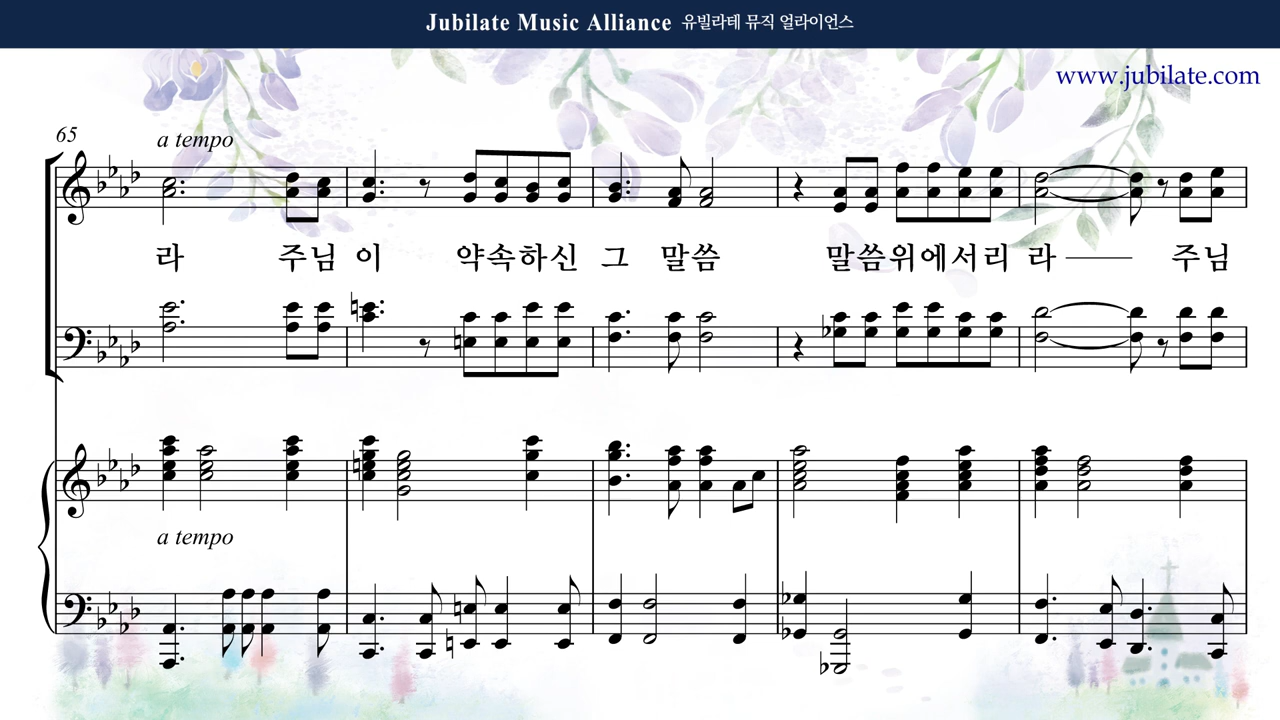 Jubilate Music Alliance 유빌라테 뮤직 얼라이언스
www.jubilate.com
65
a tempo
라 주님 이 약속하신 그 말씀 말씀위에서리 라 주님
a tempo